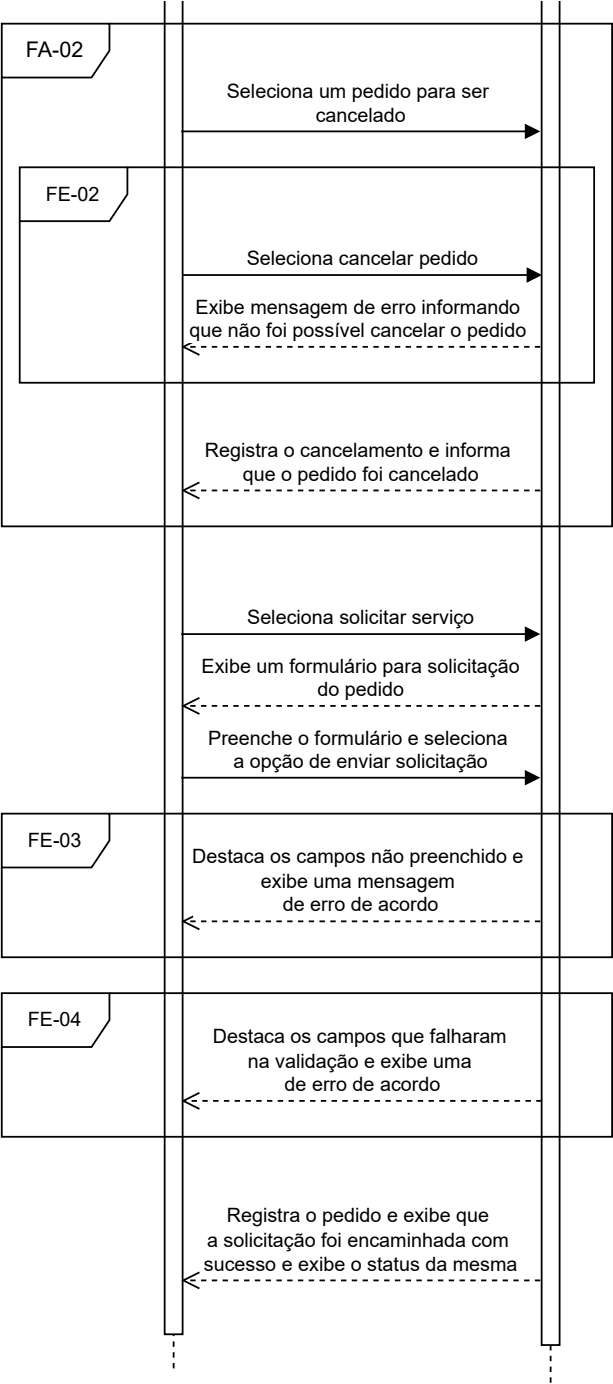 FA-02
Seleciona um pedido para ser
cancelado
FE-02
Seleciona cancelar pedido
Exibe mensagem de erro informando
que não foi possível cancelar o pedido
Registra o cancelamento e informa
que o pedido foi cancelado
Seleciona solicitar serviço
Exibe um formulário para solicitação
do pedido
Preenche o formulário e seleciona
a opção de enviar solicitação
FE-03
Destaca os campos não preenchido e
exibe uma mensagem
de erro de acordo
FE-04
Destaca os campos que falharam
na validação e exibe uma
de erro de acordo
Registra o pedido e exibe que
a solicitação foi encaminhada com
sucesso e exibe o status da mesma